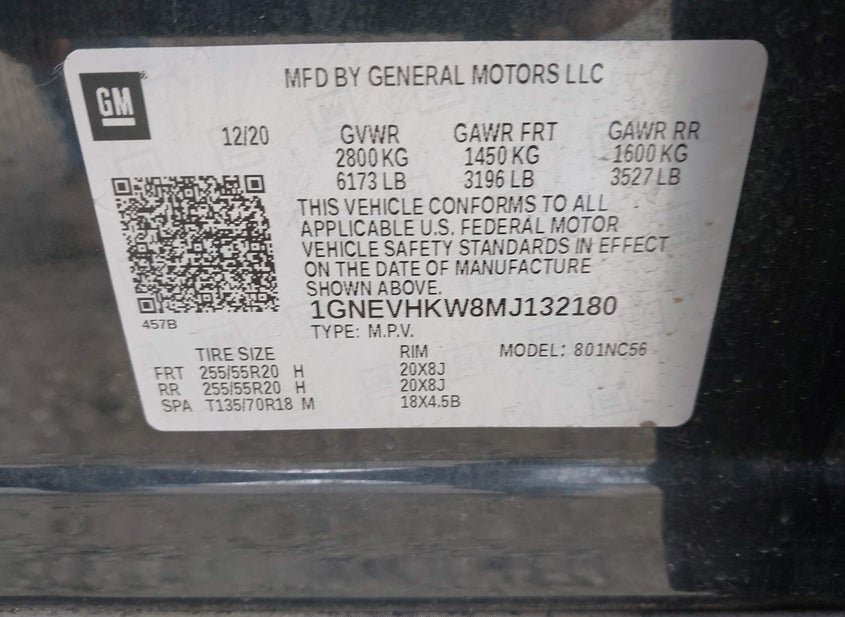 MFD BY GENERAL MOTORS LLC
GM
12/20 GVWR GAWR FRT GAWR RR
2800 KG 1450 KG 1600 KG
6173 LB 3196 LB 3527 LB
THIS VEHICLE CONFORMS TO ALL
APPLICABLE U.S. FEDERAL MOTOR
VEHICLE SAFETY STANDARDS IN EFFECT
ON THE DATE OF MANUFACTURE
SHOWN ABOVE.
1GNEVHKW8MJ132180
457B
TYPE: M.P.V.
TIRE SIZE RIM MODEL: 801NC56
FRT 255/55R20 H 20X8J
RR 255/55R20 H 20X8J
SPA T135/70R18 M 18X4.5B